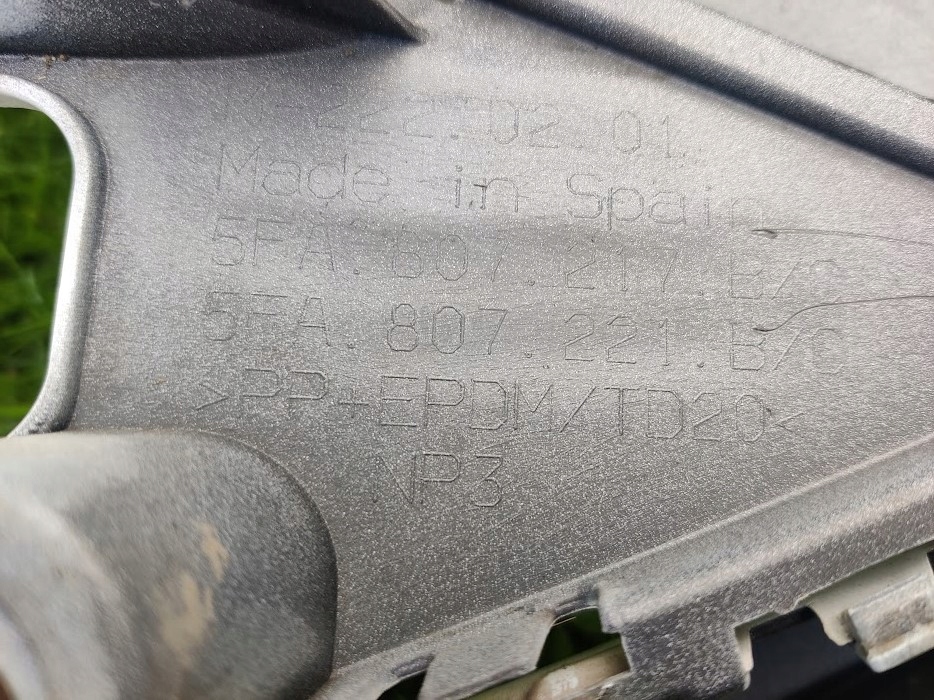 222.02.01
Made in Spain
5FA.807.217.B/C
5FA.807.221.B/C
>PP+EPDM/TD20<
NP3